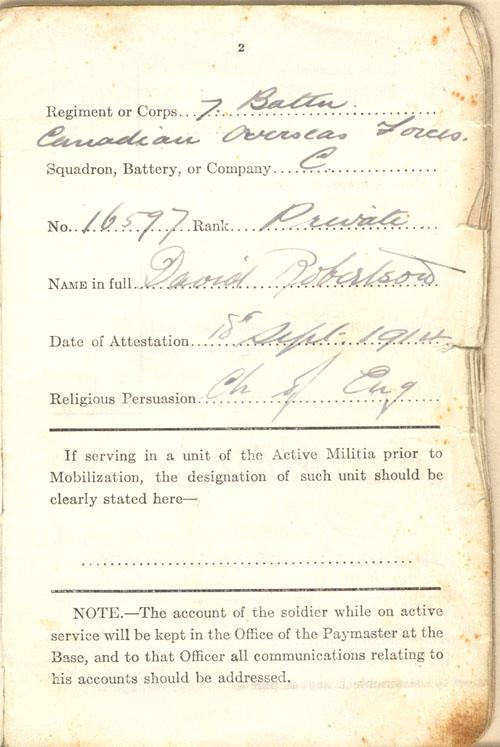 2
Regiment or Corps...7. Battn.
Canadian Overseas Forces.
Squadron, Battery, or Company...C
No. 16597 Rank Private
NAME in full David Robertson
Date of Attestation 18th Sept. 1914
Religious Persuasion Ch of Eng
If serving in a unit of the Active Militia prior to
Mobilization, the designation of such unit should be
clearly stated here—
NOTE.—The account of the soldier while on active
service will be kept in the Office of the Paymaster at the
Base, and to that Officer all communications relating to
his accounts should be addressed.